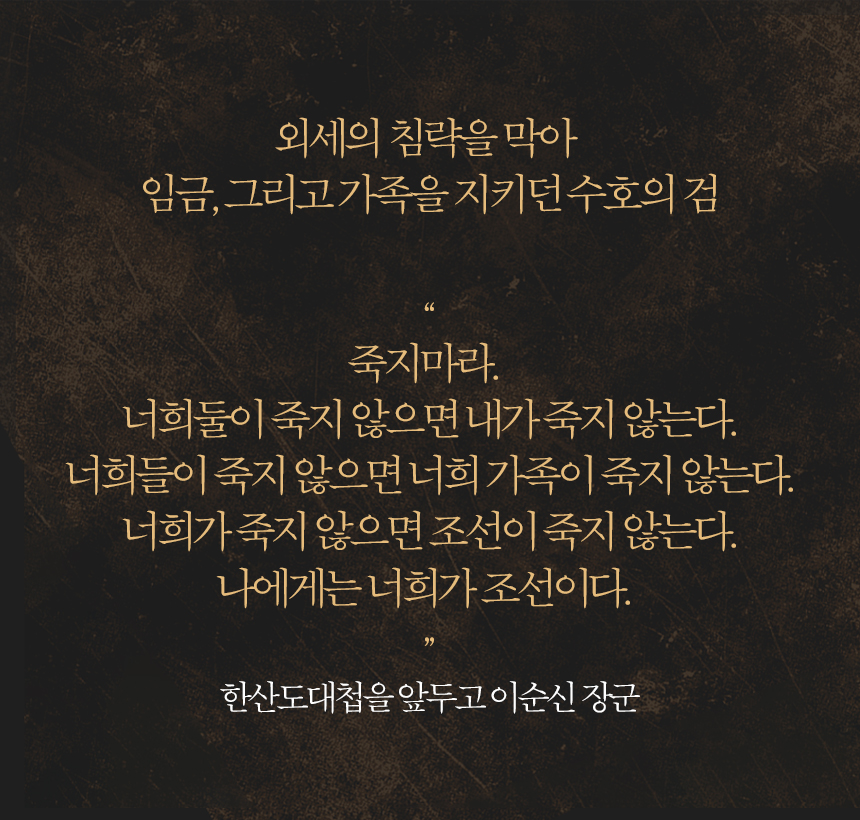 외세의 침략을 막아
임금, 그리고 가족을 지키던 수호의 검
“
죽지마라.
너희둘이 죽지 않으면 내가 죽지 않는다.
너희들이 죽지 않으면 너희 가족이 죽지 않는다.
너희가 죽지 않으면 조선이 죽지 않는다.
나에게는 너희가 조선이다.
”
한산도대첩을 앞두고 이순신 장군